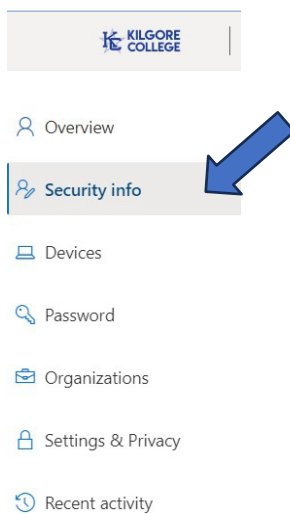 KILGORE
COLLEGE
Overview
Security info
Devices
Password
Organizations
Settings & Privacy
Recent activity